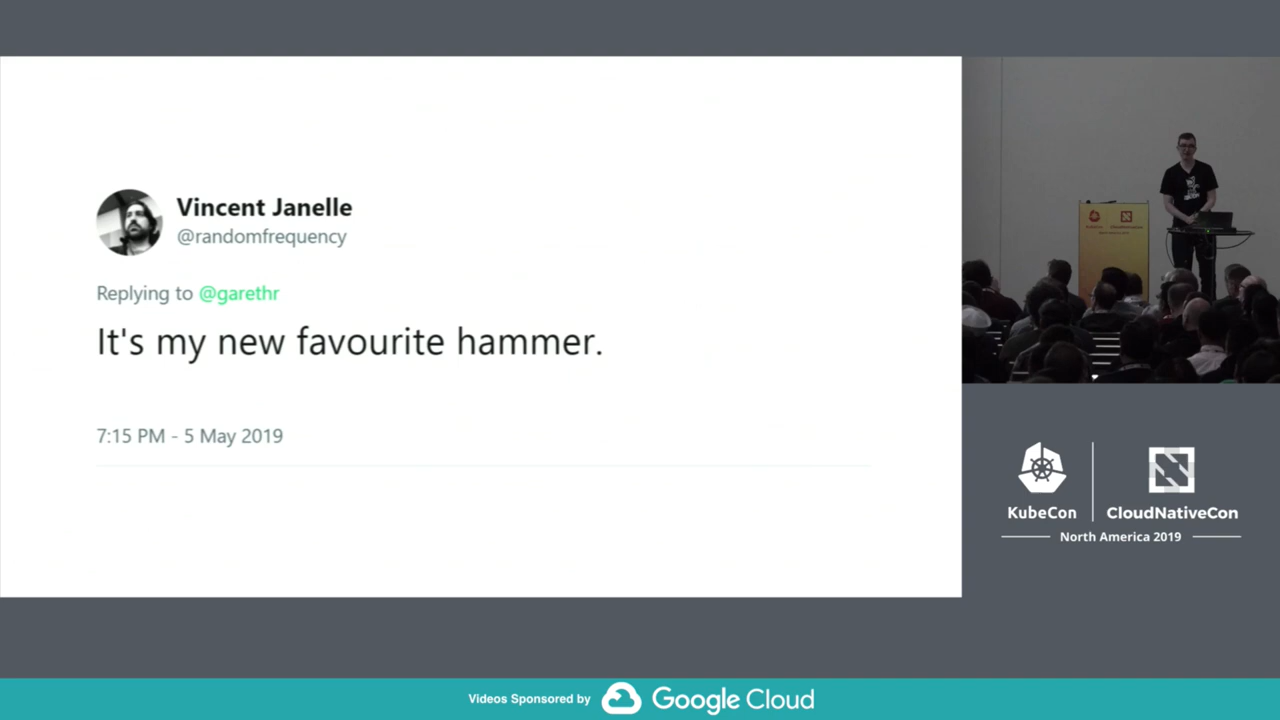 Vincent Janelle
@randomfrequency
Replying to @garethr
It's my new favourite hammer.
7:15 PM - 5 May 2019
KubeCon
CloudNativeCon
North America 2019
Videos Sponsored by Google Cloud